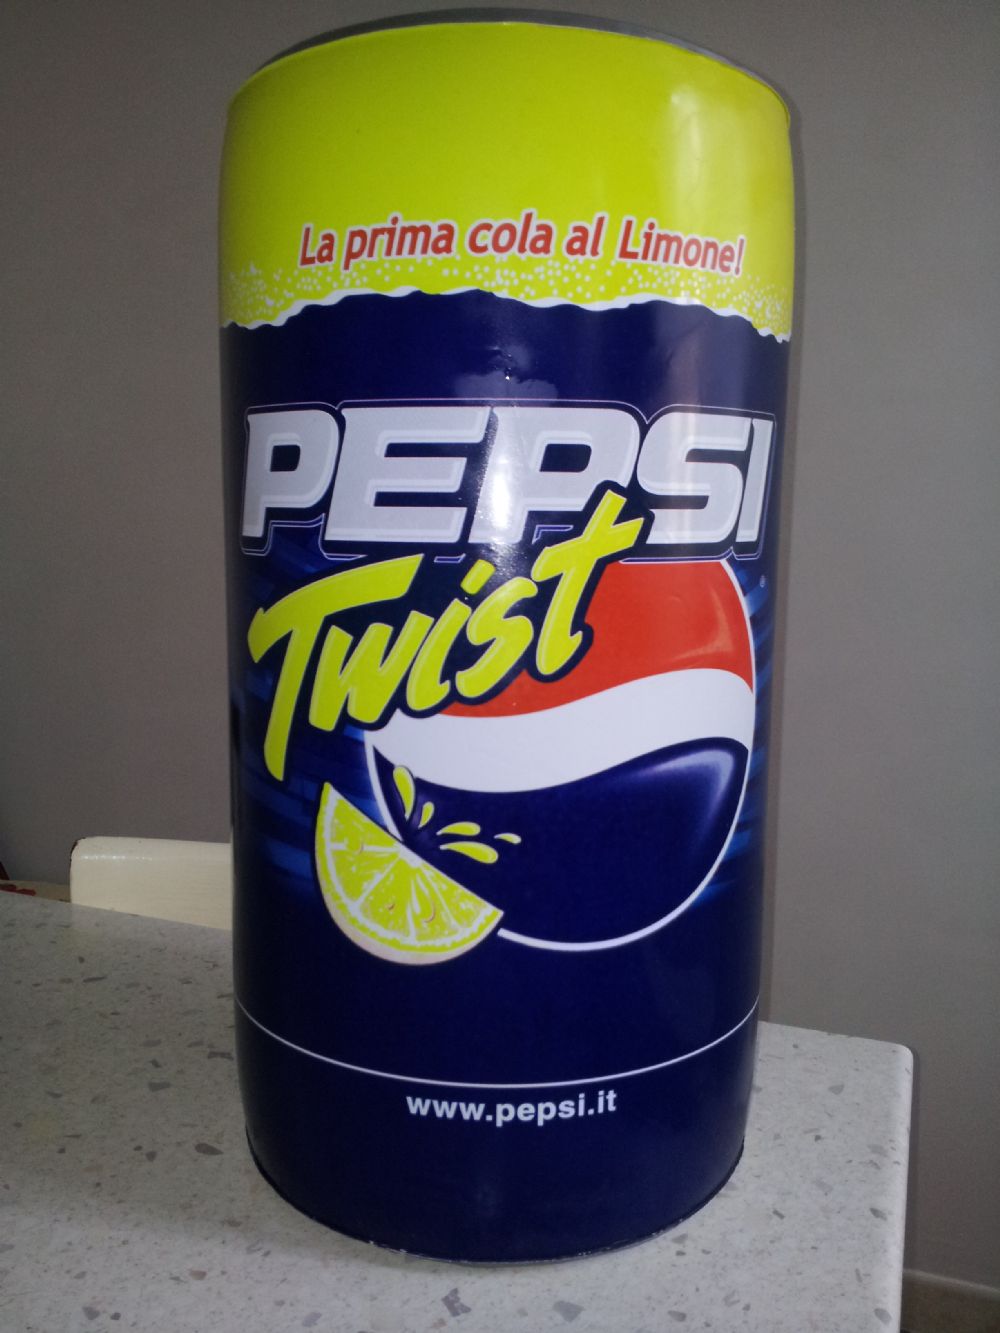 La prima cola al Limone!
PEPSI
Twist
www.pepsi.it